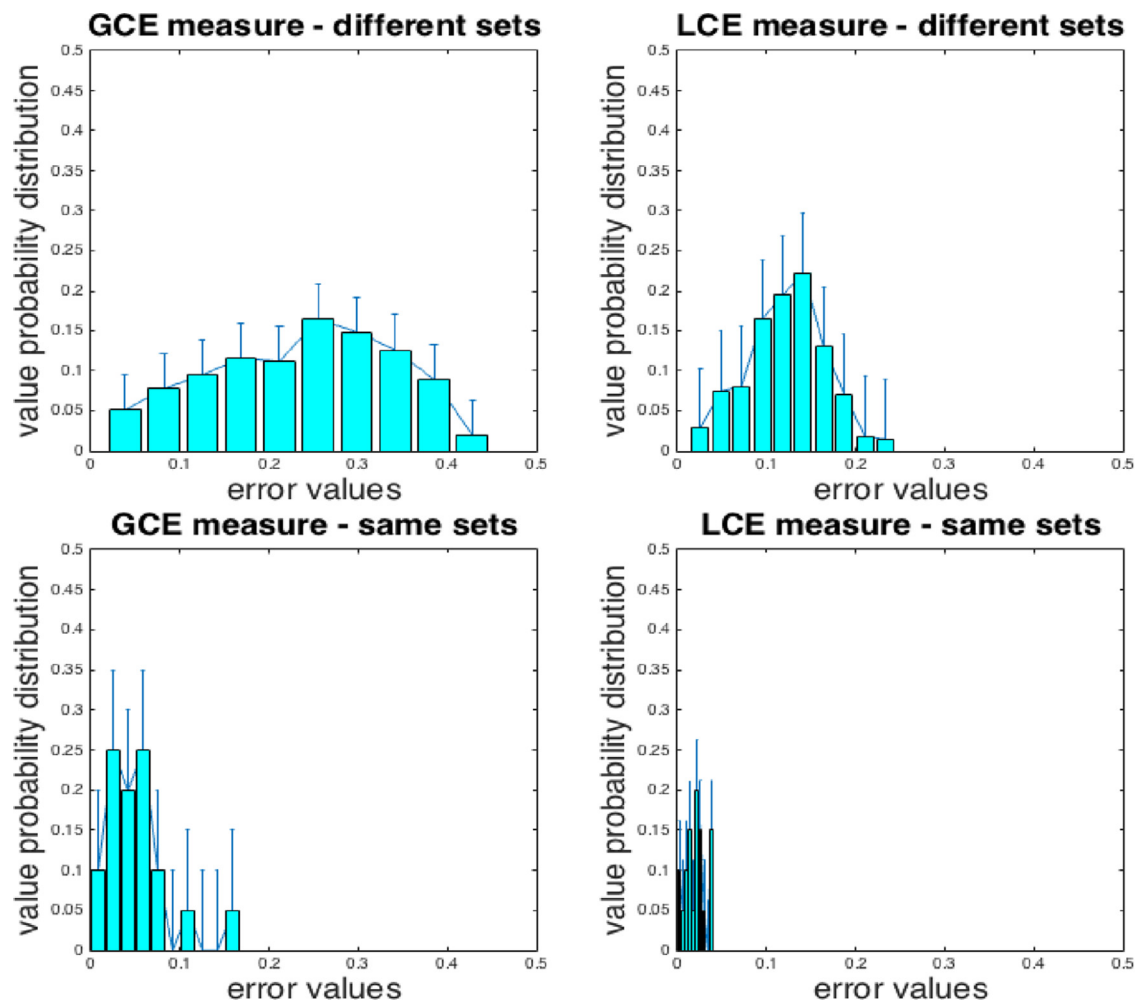 GCE measure - different sets
value probability distribution
0.5
0.45
0.4
0.35
0.3
0.25
0.2
0.15
0.1
0.05
0
0 0.1 0.2 0.3 0.4 0.5
error values
LCE measure - different sets
value probability distribution
0.5
0.45
0.4
0.35
0.3
0.25
0.2
0.15
0.1
0.05
0
0 0.1 0.2 0.3 0.4 0.5
error values
GCE measure - same sets
value probability distribution
0.5
0.45
0.4
0.35
0.3
0.25
0.2
0.15
0.1
0.05
0
0 0.1 0.2 0.3 0.4 0.5
error values
LCE measure - same sets
value probability distribution
0.5
0.45
0.4
0.35
0.3
0.25
0.2
0.15
0.1
0.05
0
0 0.1 0.2 0.3 0.4 0.5
error values